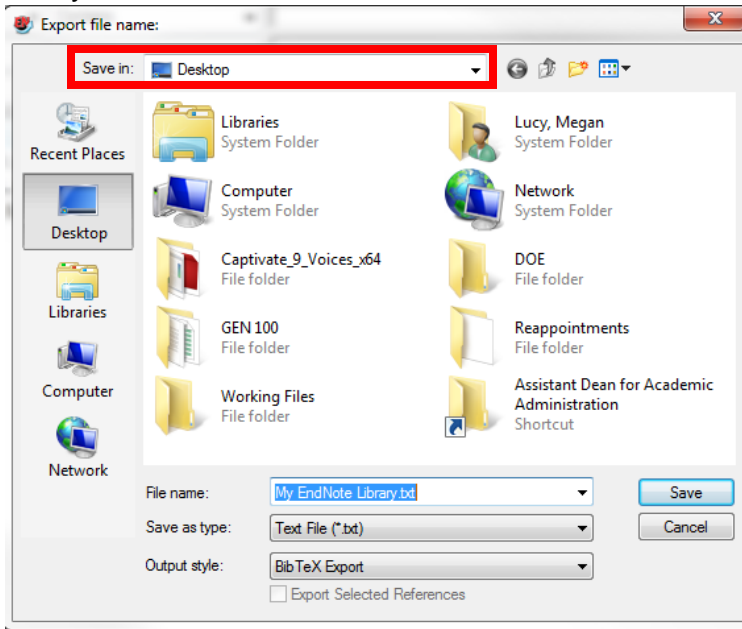 Export file name:
Save in: Desktop
Recent Places
Desktop
Libraries
Computer
Network
Libraries
System Folder
Lucy, Megan
System Folder
Computer
System Folder
Network
System Folder
Captivate_9_Voices_x64
File folder
DOE
File folder
GEN 100
File folder
Reappointments
File folder
Working Files
File folder
Assistant Dean for Academic
Administration
Shortcut
File name: My EndNote Library.txt
Save
Save as type: Text File (*.txt)
Cancel
Output style: BibTeX Export
Export Selected References